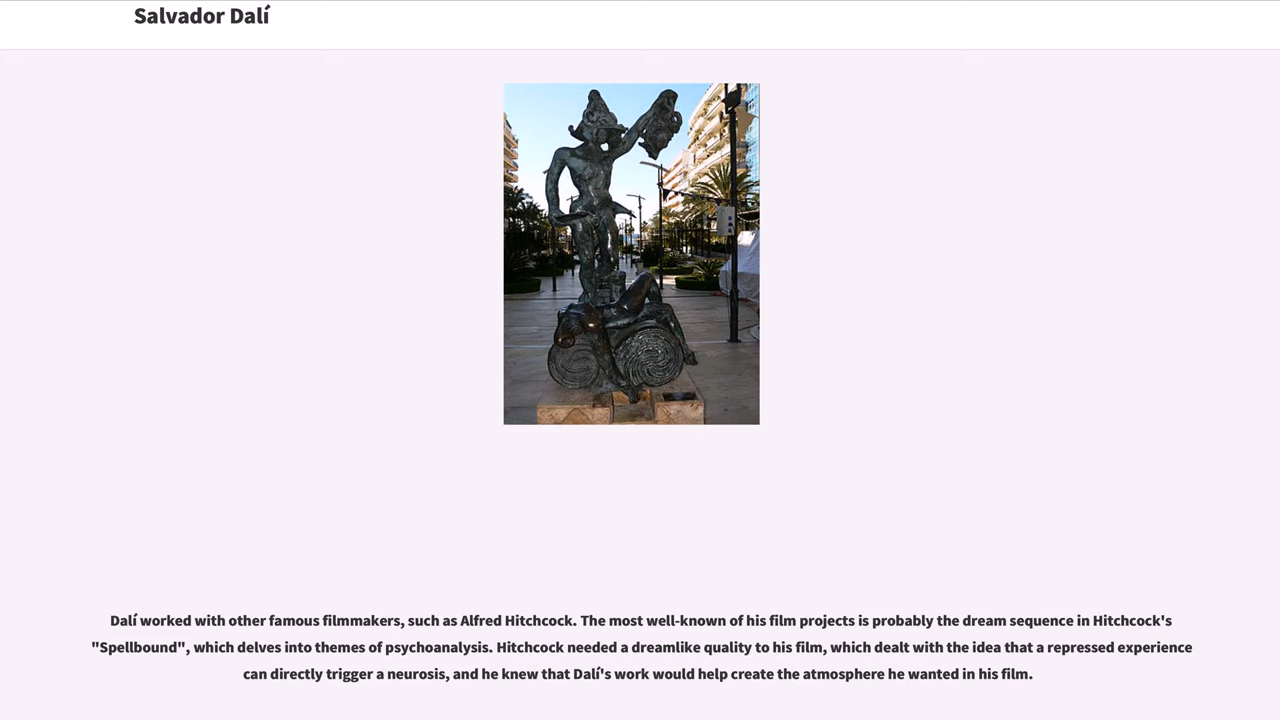 Salvador Dalí
Dalí worked with other famous filmmakers, such as Alfred Hitchcock. The most well-known of his film projects is probably the dream sequence in Hitchcock's
"Spellbound", which delves into themes of psychoanalysis. Hitchcock needed a dreamlike quality to his film, which dealt with the idea that a repressed experience
can directly trigger a neurosis, and he knew that Dalí's work would help create the atmosphere he wanted in his film.